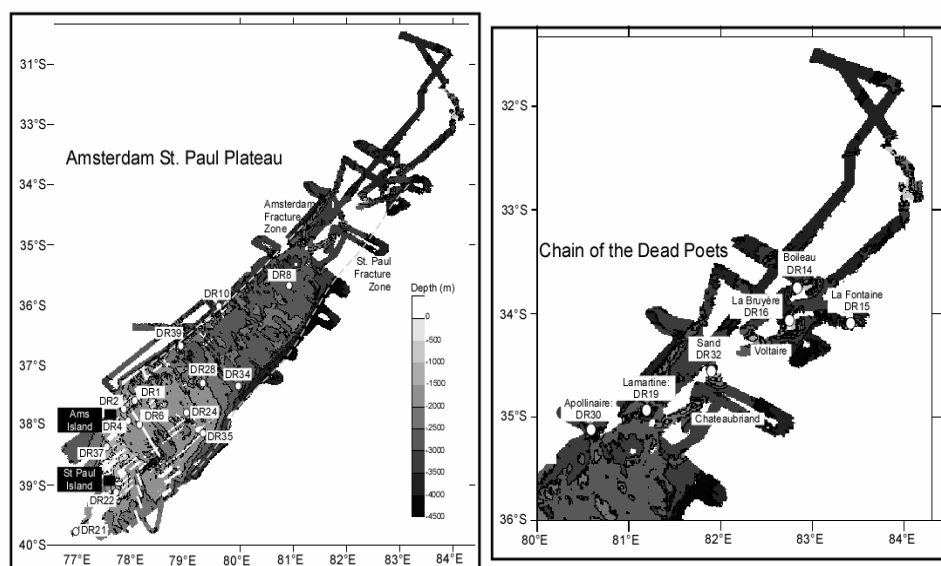 31°S
33°S
34°S
35°S
36°S
37°S
38°S
39°S
40°S
Amsterdam St. Paul Plateau
Amsterdam
Fracture
Zone
St. Paul
Fracture
Zone
DR8
DR10
DR39
DR28
DR34
DR1
DR2
DR24
DR6
DR4
DR35
DR37
DR22
DR21
Ams
Island
St Paul
Island
Depth (m)
0
-500
-1000
-1500
-2000
-2500
-3000
-3500
-4000
-4500
77°E
78°E
79°E
80°E
81°E
82°E
83°E
84°E
32°S
33°S
34°S
35°S
36°S
Chain of the Dead Poets
Boileau
DR14
La Bruyère
DR16
La Fontaine
DR15
Voltaire
Sand
DR32
Lamartine:
DR19
Apollinaire:
DR30
Chateaubriand
80°E
81°E
82°E
83°E
84°E